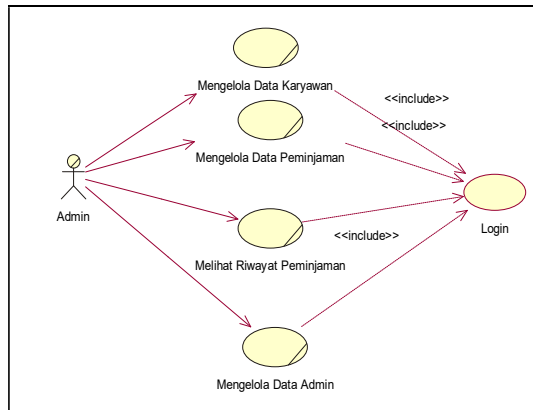 Mengelola Data Karyawan
<<include>>
<<include>>
Mengelola Data Peminjaman
Admin
Login
<<include>>
Melihat Riwayat Peminjaman
Mengelola Data Admin